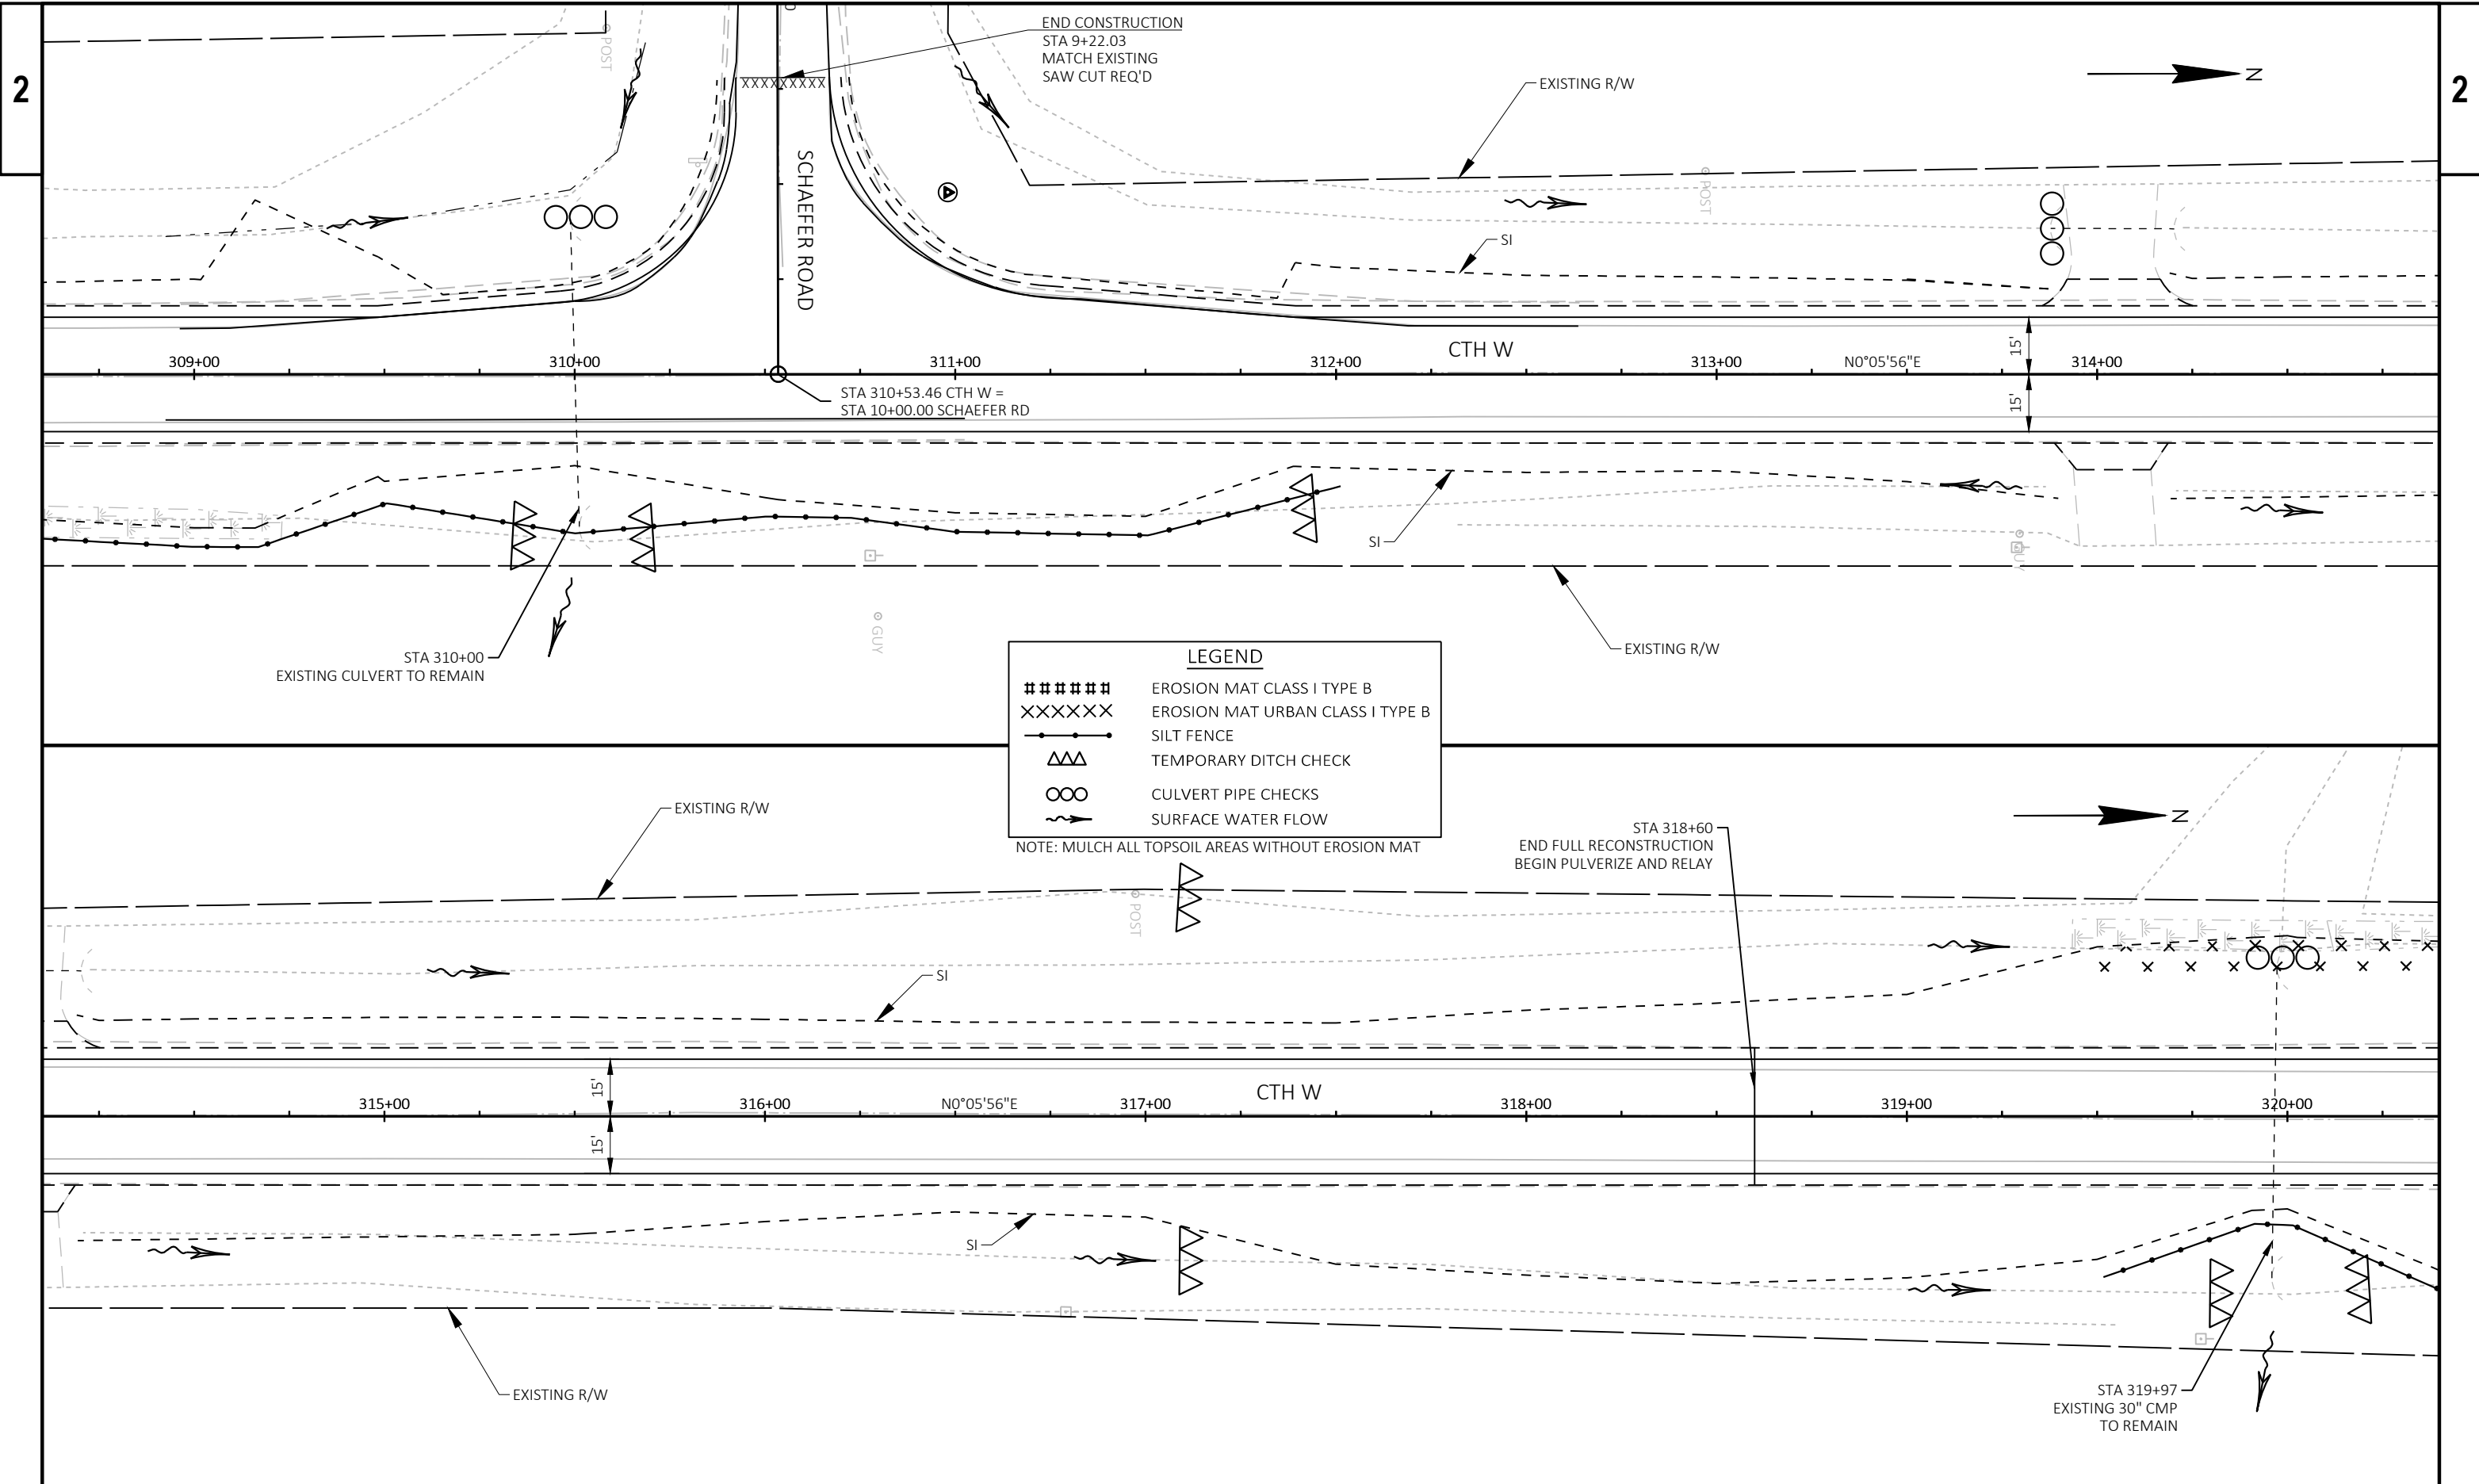 2
2
END CONSTRUCTION
STA 9+22.03
MATCH EXISTING
SAW CUT REQ'D
POST
EXISTING R/W
N
XXXXXXXXX
SCHAEFER ROAD
POST
SI
CTH W
309+00
310+00
311+00
312+00
313+00
N0°05'56"E
314+00
15'
15'
STA 310+53.46 CTH W =
STA 10+00.00 SCHAEFER RD
SI
GUY
GUY
STA 310+00
EXISTING CULVERT TO REMAIN
EXISTING R/W
LEGEND
EROSION MAT CLASS I TYPE B
EROSION MAT URBAN CLASS I TYPE B
SILT FENCE
TEMPORARY DITCH CHECK
CULVERT PIPE CHECKS
SURFACE WATER FLOW
NOTE: MULCH ALL TOPSOIL AREAS WITHOUT EROSION MAT
EXISTING R/W
N
STA 318+60
END FULL RECONSTRUCTION
BEGIN PULVERIZE AND RELAY
POST
SI
CTH W
15'
15'
315+00
316+00
N0°05'56"E
317+00
318+00
319+00
320+00
SI
EXISTING R/W
STA 319+97
EXISTING 30" CMP
TO REMAIN